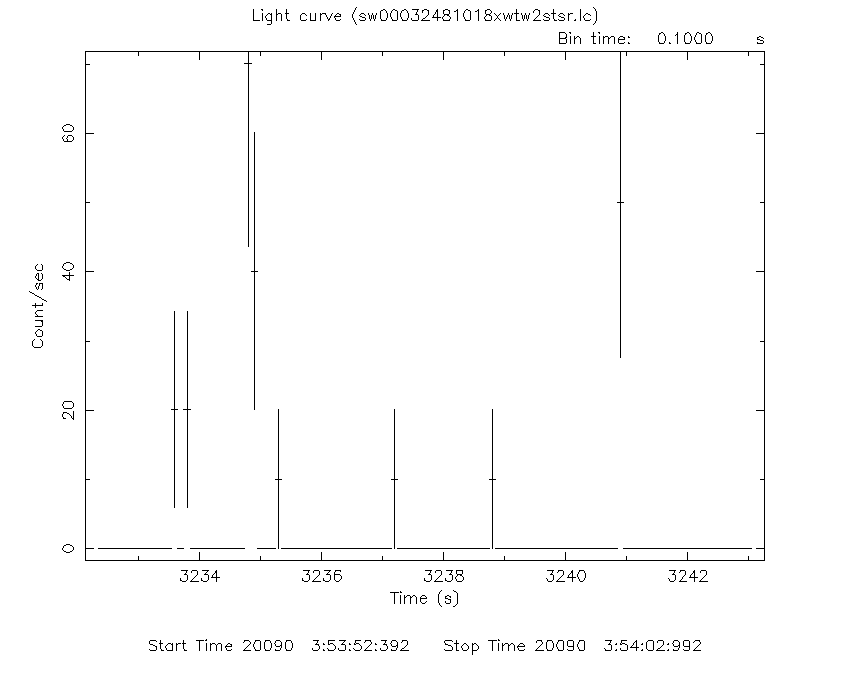 Light curve (sw00032481018xwtw2stsr.lc)
Bin time: 0.1000 s
60
40
20
0
Count/sec
3234 3236 3238 3240 3242
Time (s)
Start Time 20090 3:53:52:392 Stop Time 20090 3:54:02:992